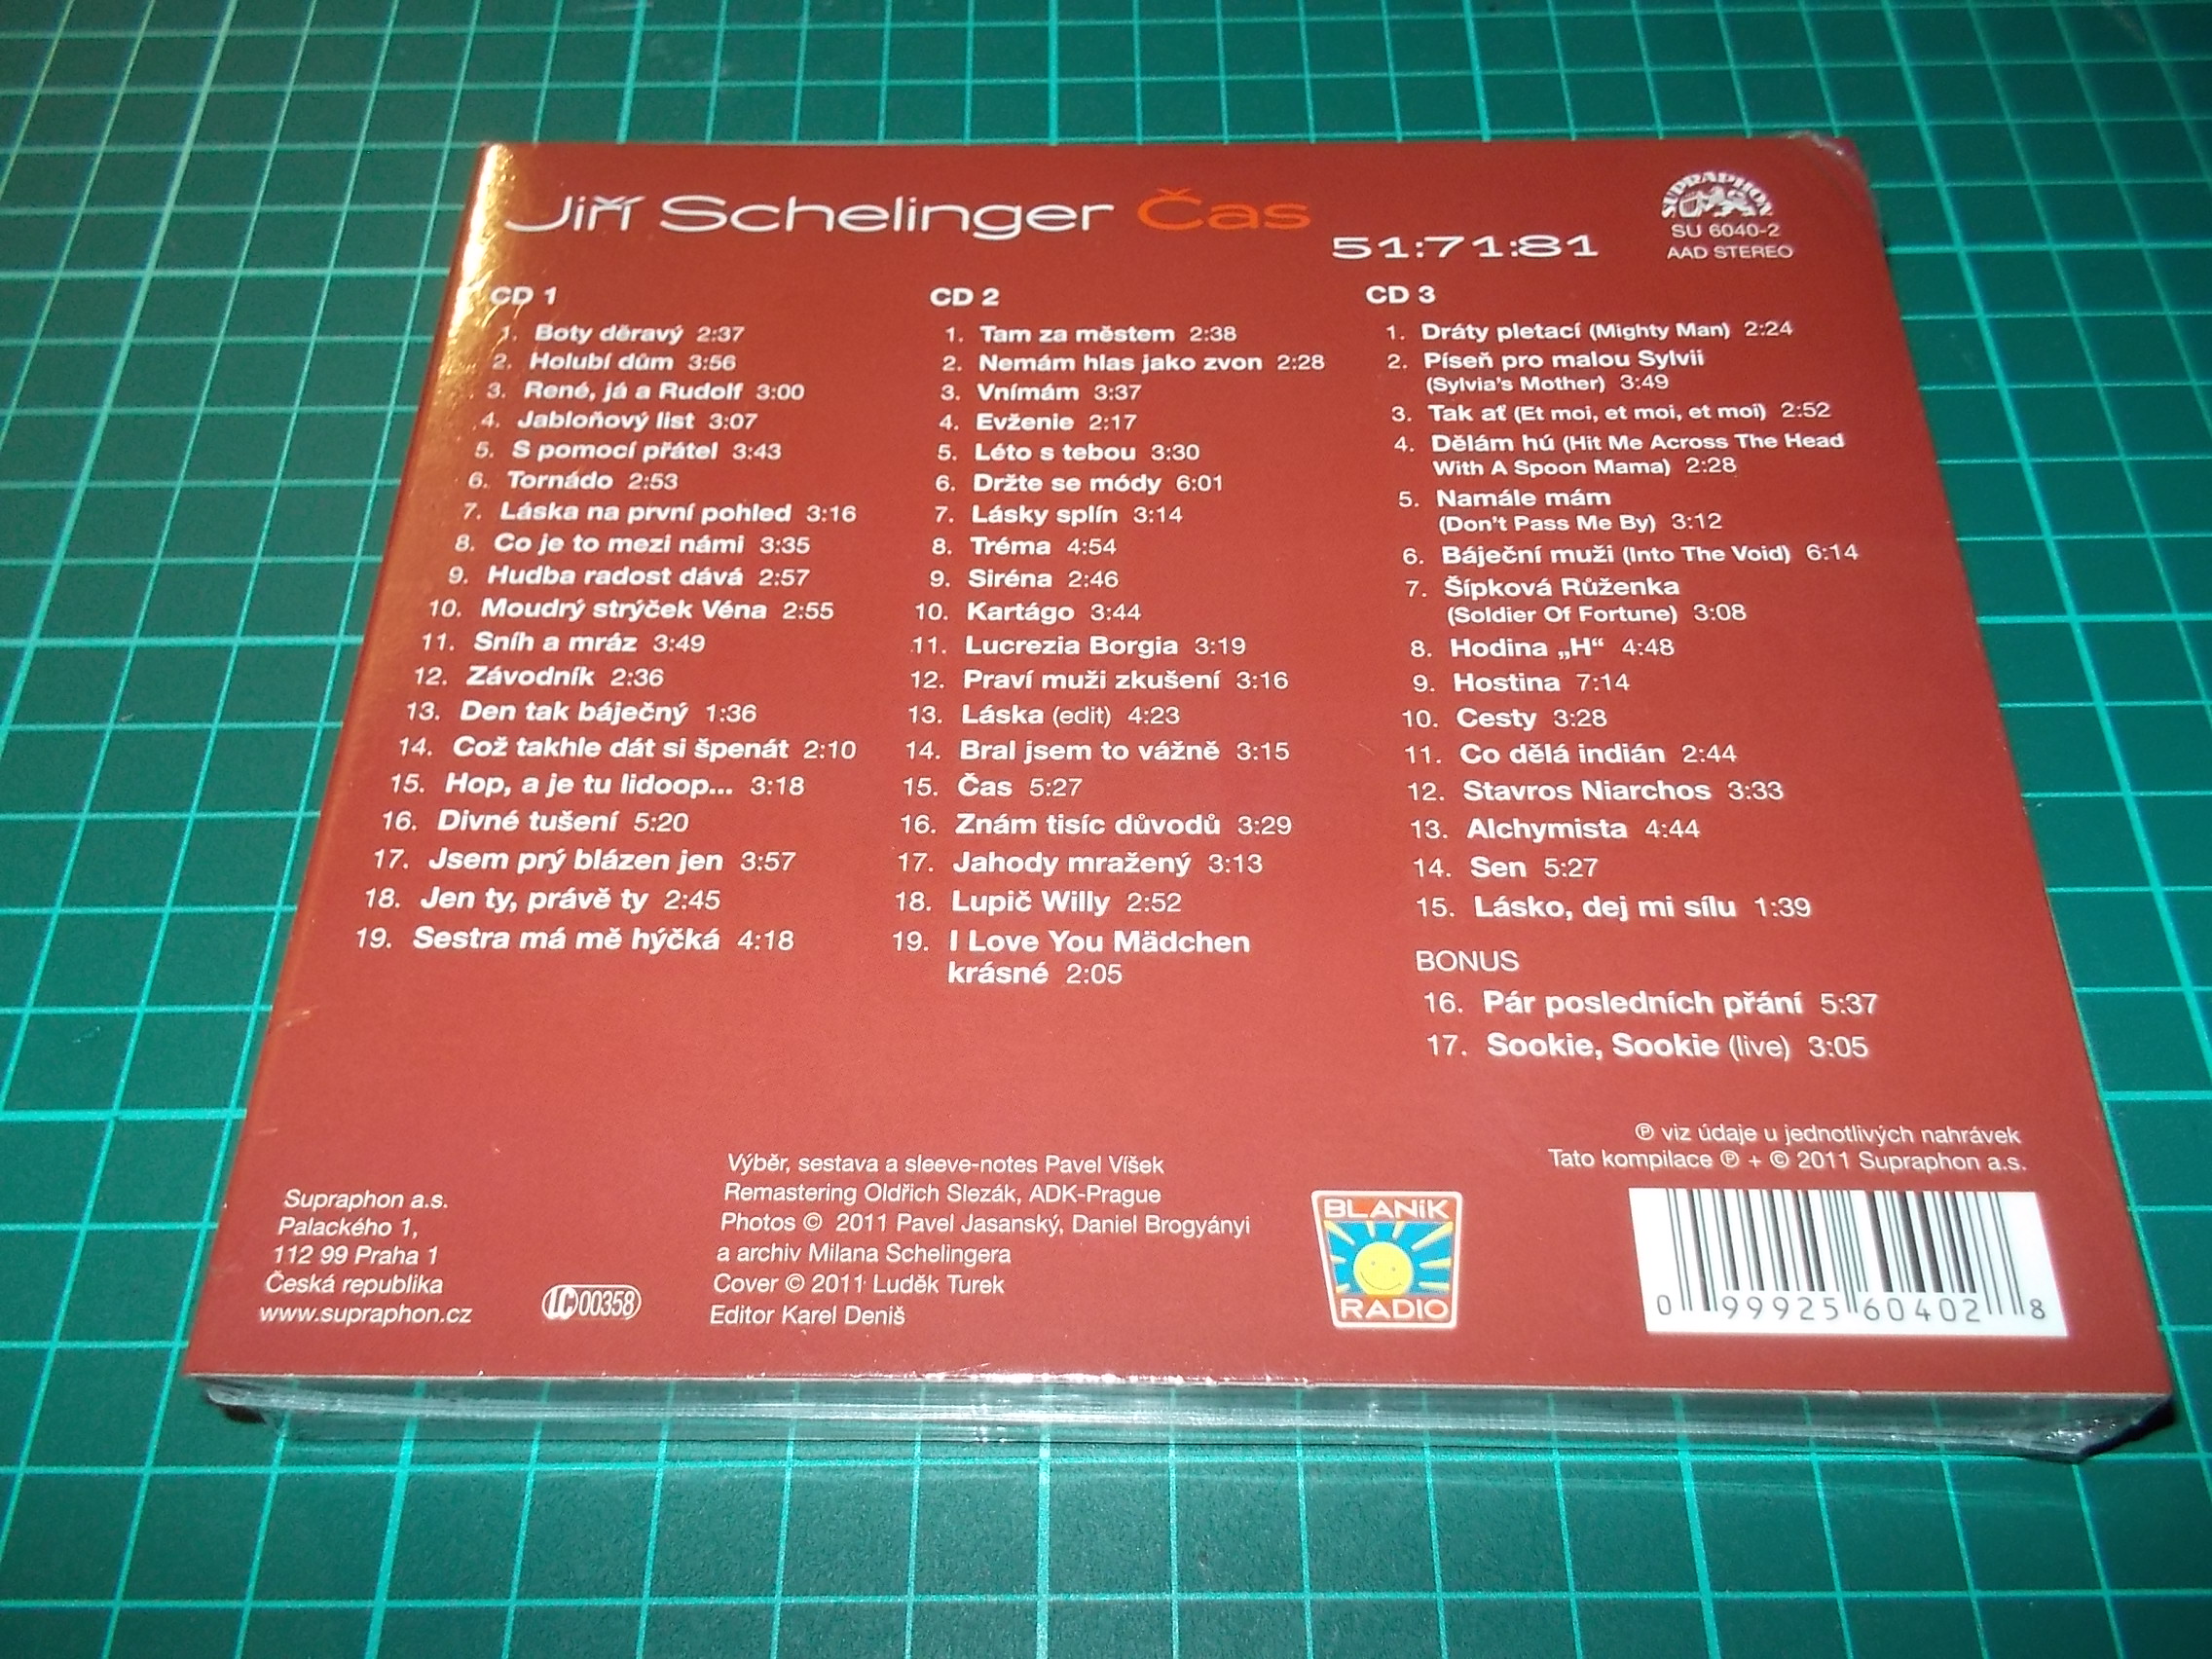 Jiří Schelinger Čas
51:71:81
SUPRAPHON
SU 6040-2
AAD STEREO
CD 1
1. Boty děravý 2:37
2. Holubí dům 3:56
3. René, já a Rudolf 3:00
4. Jabloňový list 3:07
5. S pomocí přátel 3:43
6. Tornádo 2:53
7. Láska na první pohled 3:16
8. Co je to mezi námi 3:35
9. Hudba radost dává 2:57
10. Moudrý strýček Véna 2:55
11. Sníh a mráz 3:49
12. Závodník 2:36
13. Den tak báječný 1:36
14. Což takhle dát si špenát 2:10
15. Hop, a je tu lidoop... 3:18
16. Divné tušení 5:20
17. Jsem prý blázen jen 3:57
18. Jen ty, právě ty 2:45
19. Sestra má mě hýčká 4:18
CD 2
1. Tam za městem 2:38
2. Nemám hlas jako zvon 2:28
3. Vnímám 3:37
4. Evženie 2:17
5. Léto s tebou 3:30
6. Držte se módy 6:01
7. Lásky splín 3:14
8. Tréma 4:54
9. Siréna 2:46
10. Kartágo 3:44
11. Lucrezia Borgia 3:19
12. Praví muži zkušení 3:16
13. Láska (edit) 4:23
14. Bral jsem to vážně 3:15
15. Čas 5:27
16. Znám tisíc důvodů 3:29
17. Jahody mražený 3:13
18. Lupič Willy 2:52
19. I Love You Mädchen
krásné 2:05
CD 3
1. Dráty pletací (Mighty Man) 2:24
2. Píseň pro malou Sylvii
(Sylvia's Mother) 3:49
3. Tak ať (Et moi, et moi, et moi) 2:52
4. Dělám hú (Hit Me Across The Head
With A Spoon Mama) 2:28
5. Namále mám
(Don't Pass Me By) 3:12
6. Báječní muži (Into The Void) 6:14
7. Šípková Růženka
(Soldier Of Fortune) 3:08
8. Hodina „H“ 4:48
9. Hostina 7:14
10. Cesty 3:28
11. Co dělá indián 2:44
12. Stavros Niarchos 3:33
13. Alchymista 4:44
14. Sen 5:27
15. Lásko, dej mi sílu 1:39
BONUS
16. Pár posledních přání 5:37
17. Sookie, Sookie (live) 3:05
Supraphon a.s.
Palackého 1,
112 99 Praha 1
Česká republika
www.supraphon.cz
LC 00358
Výběr, sestava a sleeve-notes Pavel Víšek
Remastering Oldřich Slezák, ADK-Prague
Photos © 2011 Pavel Jasanský, Daniel Brogyányi
a archiv Milana Schelingera
Cover © 2011 Luděk Turek
Editor Karel Deniš
BLANiK
RADIO
℗ viz údaje u jednotlivých nahrávek
Tato kompilace ℗ + © 2011 Supraphon a.s.
0 99925 60402 8